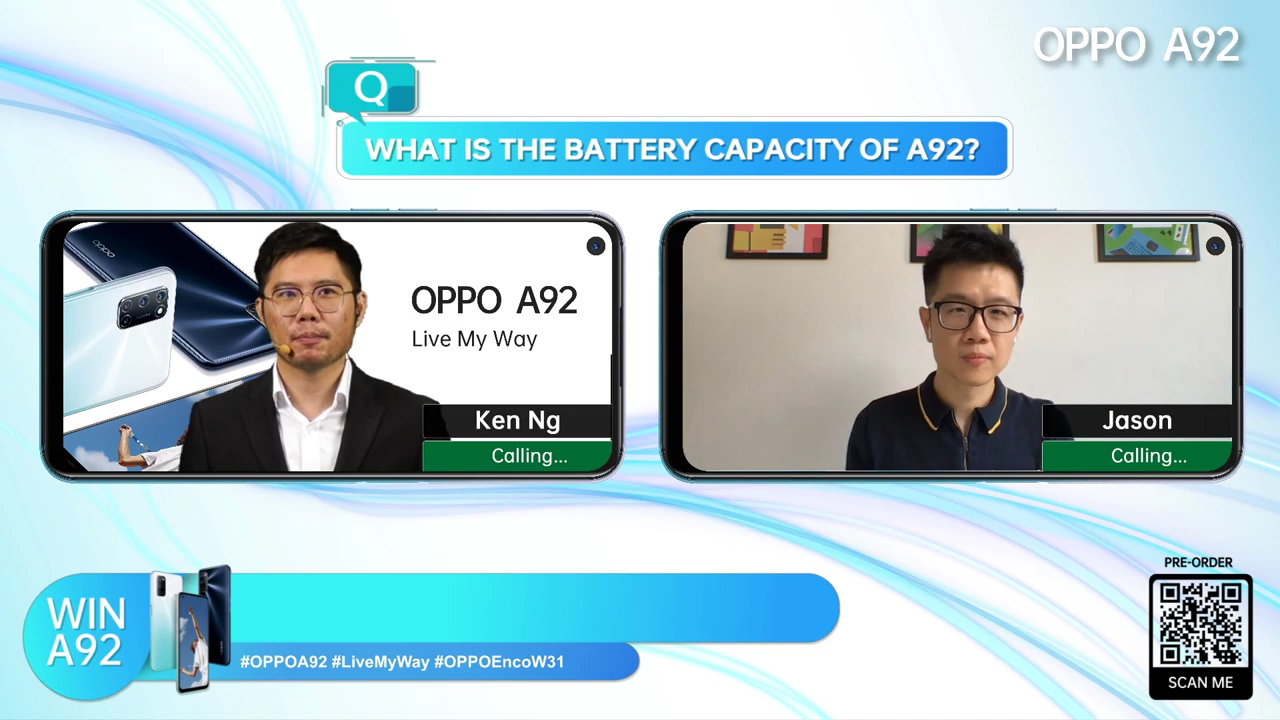 OPPO A92
Q
WHAT IS THE BATTERY CAPACITY OF A92?
OPPO
OPPO A92
Live My Way
Ken Ng
Calling...
Jason
Calling...
WIN
A92
#OPPOA92 #LiveMyWay #OPPOEncoW31
PRE-ORDER
SCAN ME